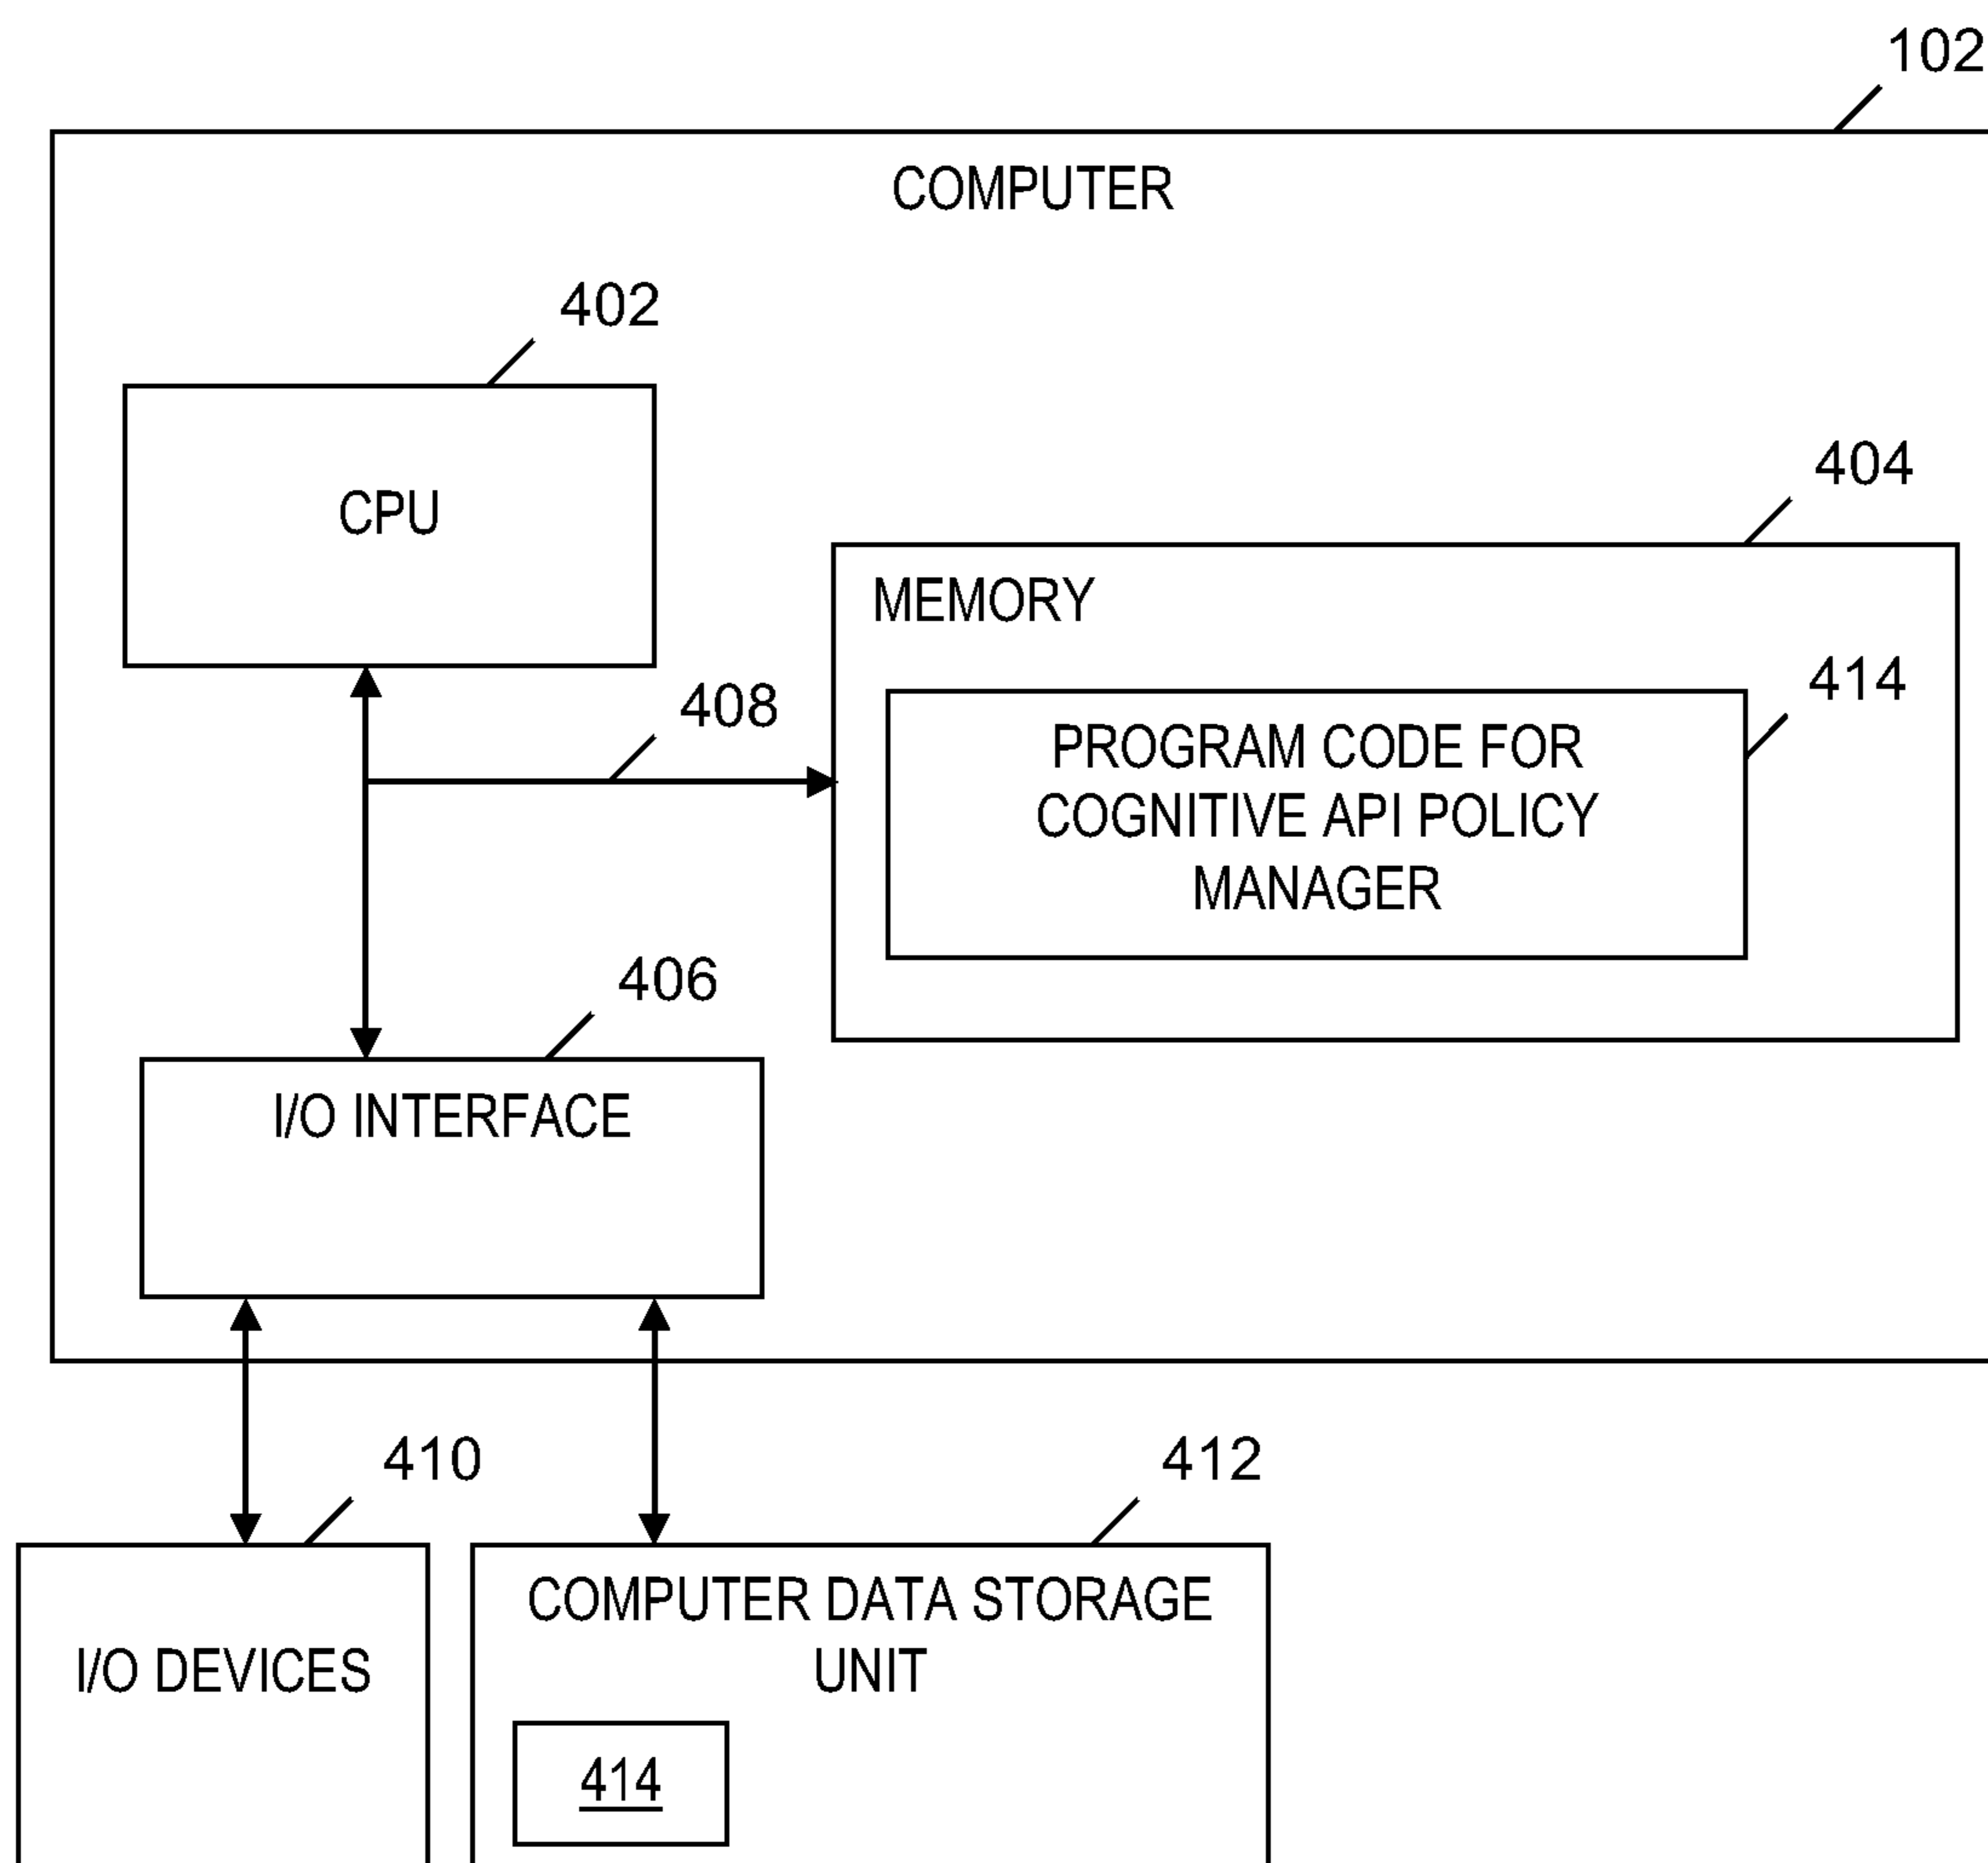 102
COMPUTER
402
CPU
404
MEMORY
414
408
PROGRAM CODE FOR
COGNITIVE API POLICY
MANAGER
406
I/O INTERFACE
410
412
I/O DEVICES
COMPUTER DATA STORAGE
UNIT
414